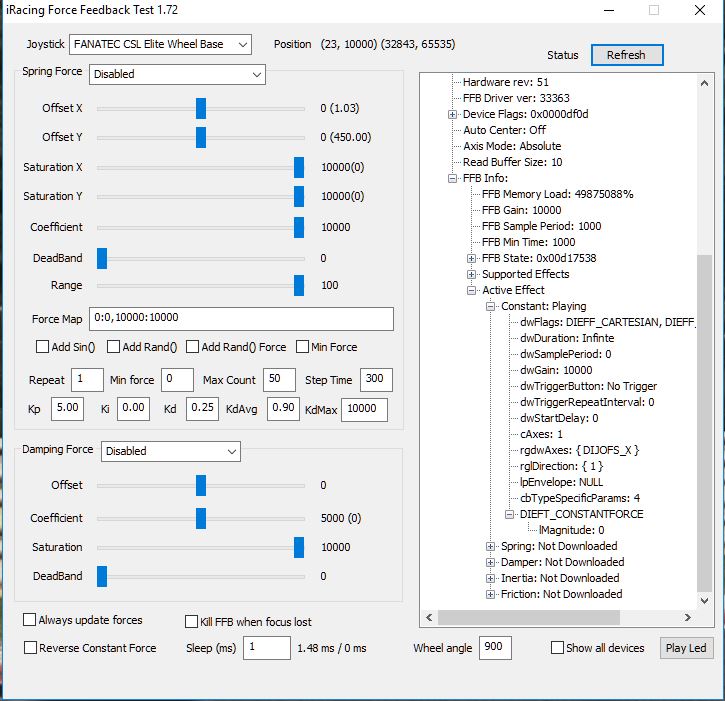 iRacing Force Feedback Test 1.72
Joystick FANATEC CSL Elite Wheel Base Position (23, 10000) (32843, 65535)
Status Refresh
Spring Force Disabled
Offset X 0 (1.03)
Offset Y 0 (450.00)
Saturation X 10000(0)
Saturation Y 10000(0)
Coefficient 10000
DeadBand 0
Range 100
Force Map 0:0,10000:10000
Add Sin() Add Rand() Add Rand() Force Min Force
Repeat 1 Min force 0 Max Count 50 Step Time 300
Kp 5.00 Ki 0.00 Kd 0.25 KdAvg 0.90 KdMax 10000
Damping Force Disabled
Offset 0
Coefficient 5000 (0)
Saturation 10000
DeadBand 0
Always update forces Kill FFB when focus lost
Reverse Constant Force Sleep (ms) 1 1.48 ms / 0 ms
Hardware rev: 51
FFB Driver ver: 33363
Device Flags: 0x0000df0d
Auto Center: Off
Axis Mode: Absolute
Read Buffer Size: 10
FFB Info:
FFB Memory Load: 49875088%
FFB Gain: 10000
FFB Sample Period: 1000
FFB Min Time: 1000
FFB State: 0x00d17538
Supported Effects
Active Effect
Constant: Playing
dwFlags: DIEFF_CARTESIAN, DIEFF_
dwDuration: Infinte
dwSamplePeriod: 0
dwGain: 10000
dwTriggerButton: No Trigger
dwTriggerRepeatInterval: 0
dwStartDelay: 0
cAxes: 1
rgdwAxes: { DIJOFS_X }
rglDirection: { 1 }
lpEnvelope: NULL
cbTypeSpecificParams: 4
DIEFT_CONSTANTFORCE
lMagnitude: 0
Spring: Not Downloaded
Damper: Not Downloaded
Inertia: Not Downloaded
Friction: Not Downloaded
Wheel angle 900 Show all devices Play Led